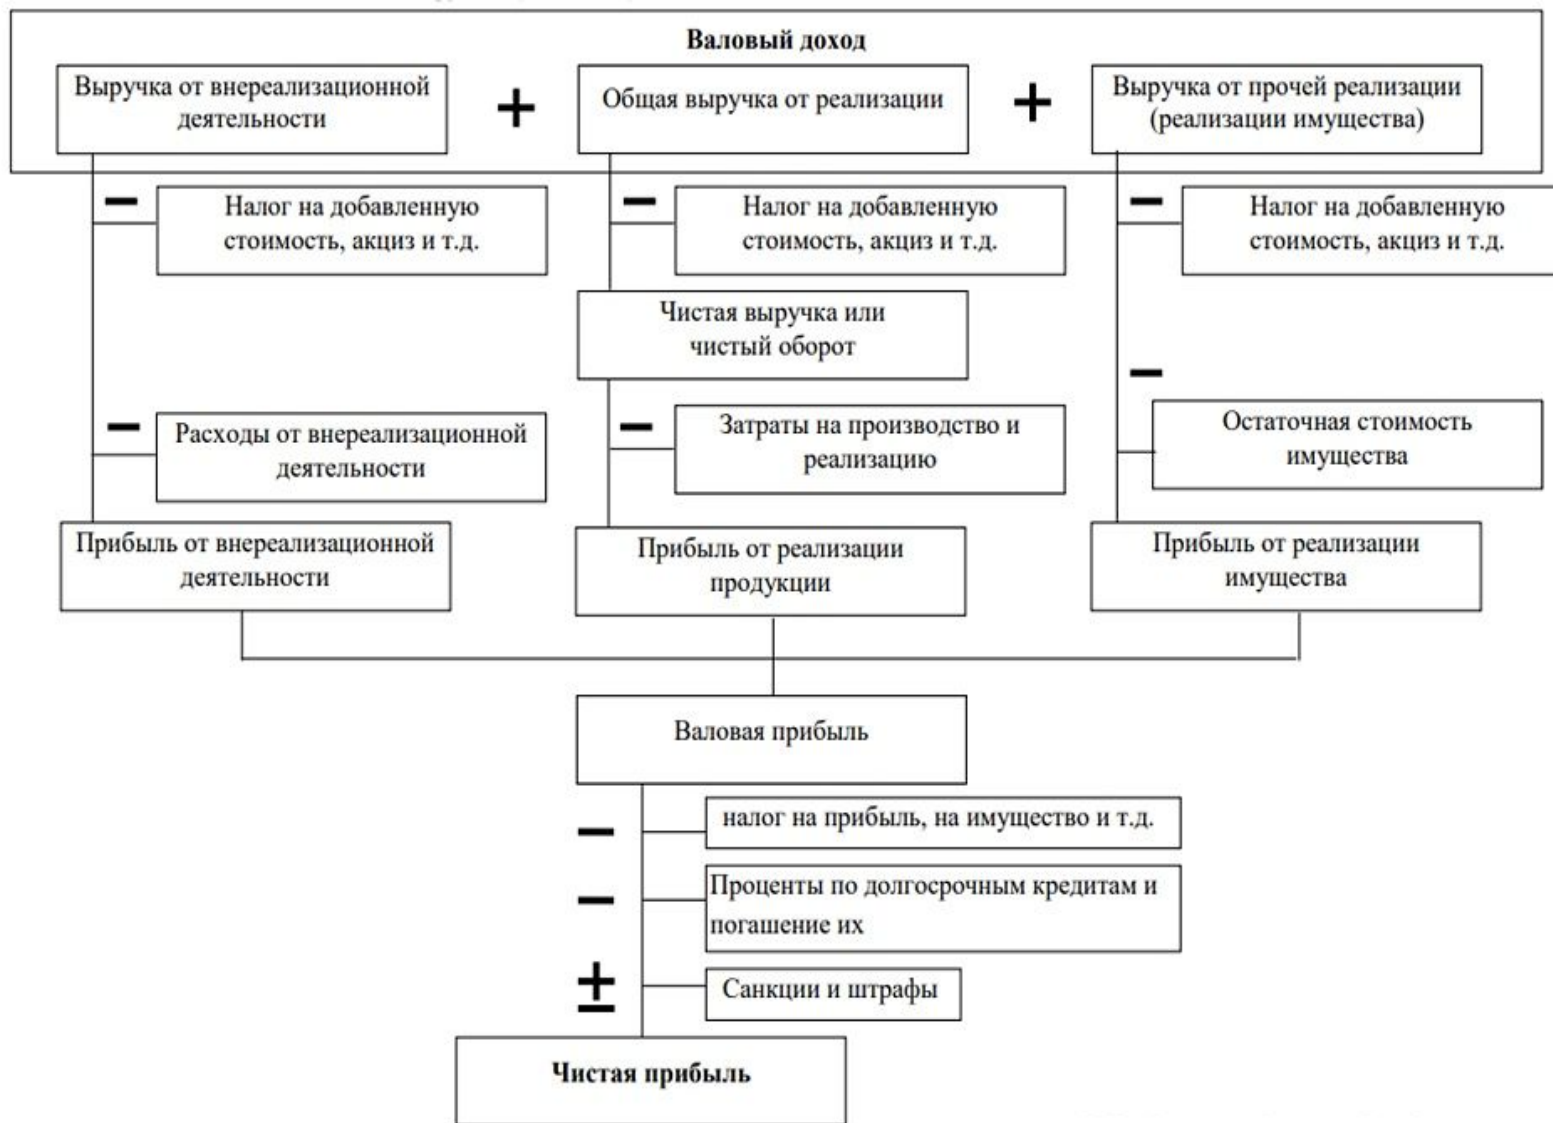 Валовый доход
Выручка от внереализационной
деятельности
+
Общая выручка от реализации
+
Выручка от прочей реализации
(реализации имущества)
–
Налог на добавленную
стоимость, акциз и т.д.
–
Налог на добавленную
стоимость, акциз и т.д.
–
Налог на добавленную
стоимость, акциз и т.д.
Чистая выручка или
чистый оборот
–
Расходы от внереализационной
деятельности
–
Затраты на производство и
реализацию
–
Остаточная стоимость
имущества
Прибыль от внереализационной
деятельности
Прибыль от реализации
продукции
Прибыль от реализации
имущества
Валовая прибыль
–
налог на прибыль, на имущество и т.д.
–
Проценты по долгосрочным кредитам и
погашение их
±
Санкции и штрафы
Чистая прибыль